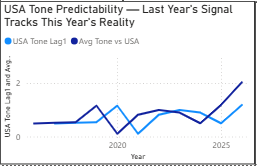 USA Tone Predictability — Last Year's Signal
Tracks This Year's Reality
USA Tone Lag1 Avg Tone vs USA
USA Tone Lag1 and Avg.
2
0
2020
2025
Year